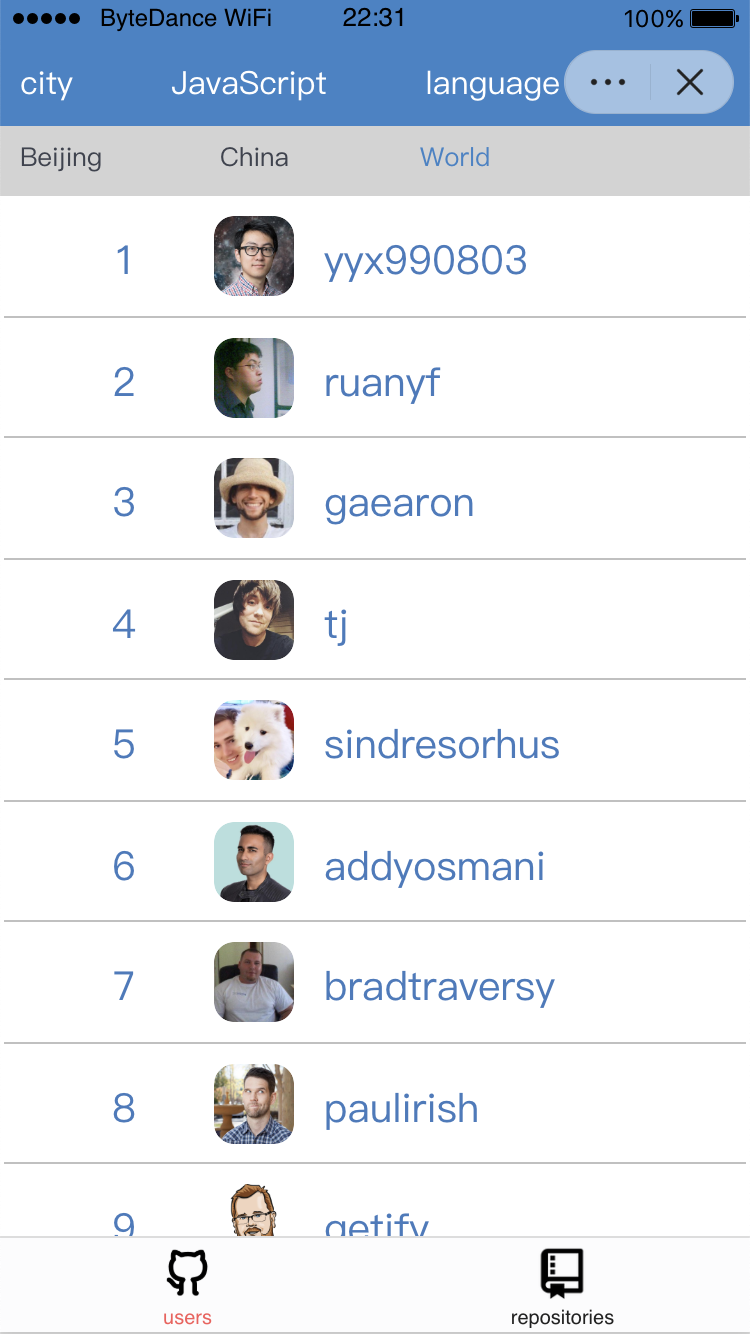 ByteDance WiFi 22:31 100%
city JavaScript language
Beijing China World
1 yyx990803
2 ruanyf
3 gaearon
4 tj
5 sindresorhus
6 addyosmani
7 bradtraversy
8 paulirish
9 getify
users repositories